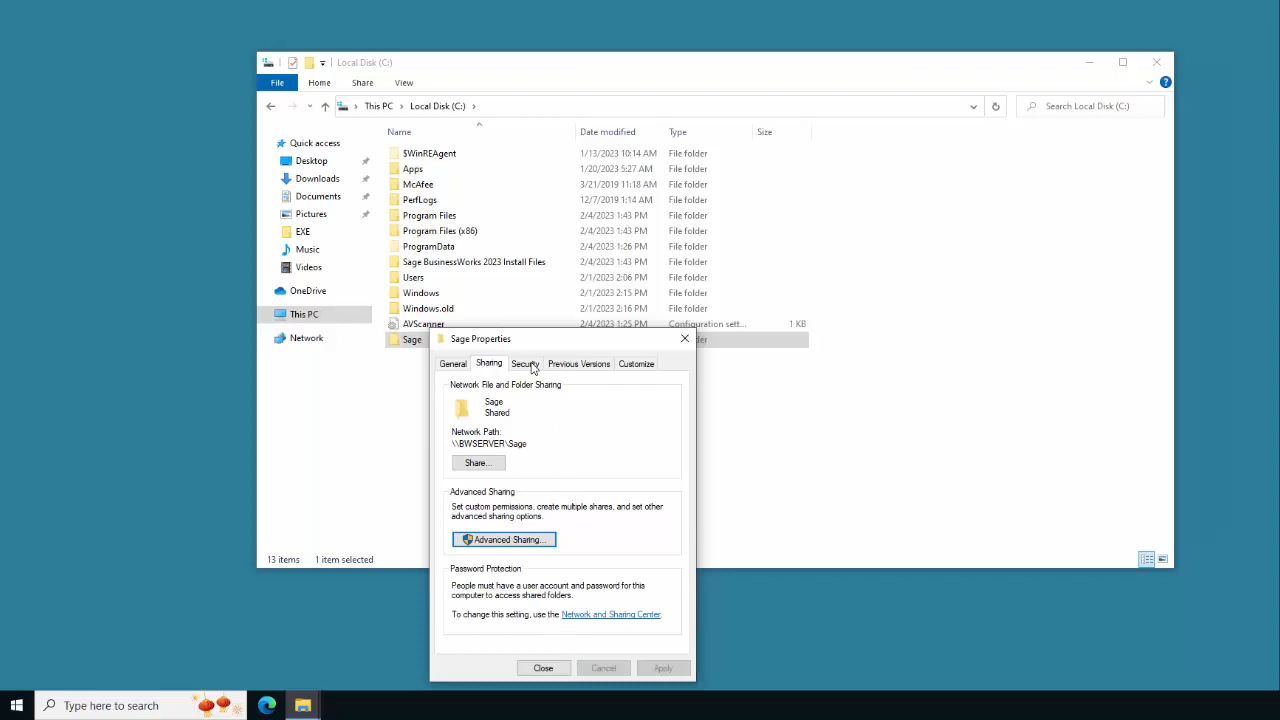 Local Disk (C:)
File Home Share View
This PC Local Disk (C:) Search Local Disk (C:)
Name Date modified Type Size
Quick access
Desktop
Downloads
Documents
Pictures
EXE
Music
Videos
OneDrive
This PC
Network
$WinREAgent 1/13/2023 10:14 AM File folder
Apps 1/20/2023 5:27 AM File folder
McAfee 3/21/2019 11:18 AM File folder
PerfLogs 12/7/2019 1:14 AM File folder
Program Files 2/4/2023 1:43 PM File folder
Program Files (x86) 2/4/2023 1:43 PM File folder
ProgramData 2/4/2023 1:26 PM File folder
Sage BusinessWorks 2023 Install Files 2/4/2023 1:43 PM File folder
Users 2/1/2023 2:06 PM File folder
Windows 2/1/2023 2:15 PM File folder
Windows.old 2/1/2023 2:16 PM File folder
AVScanner 2/4/2023 1:25 PM Configuration sett... 1 KB
Sage
13 items 1 item selected
Sage Properties
General Sharing Security Previous Versions Customize
Network File and Folder Sharing
Sage
Shared
Network Path:
\\BWSERVER\Sage
Share...
Advanced Sharing
Set custom permissions, create multiple shares, and set other
advanced sharing options.
Advanced Sharing...
Password Protection
People must have a user account and password for this
computer to access shared folders.
To change this setting, use the Network and Sharing Center.
Close Cancel Apply
Type here to search